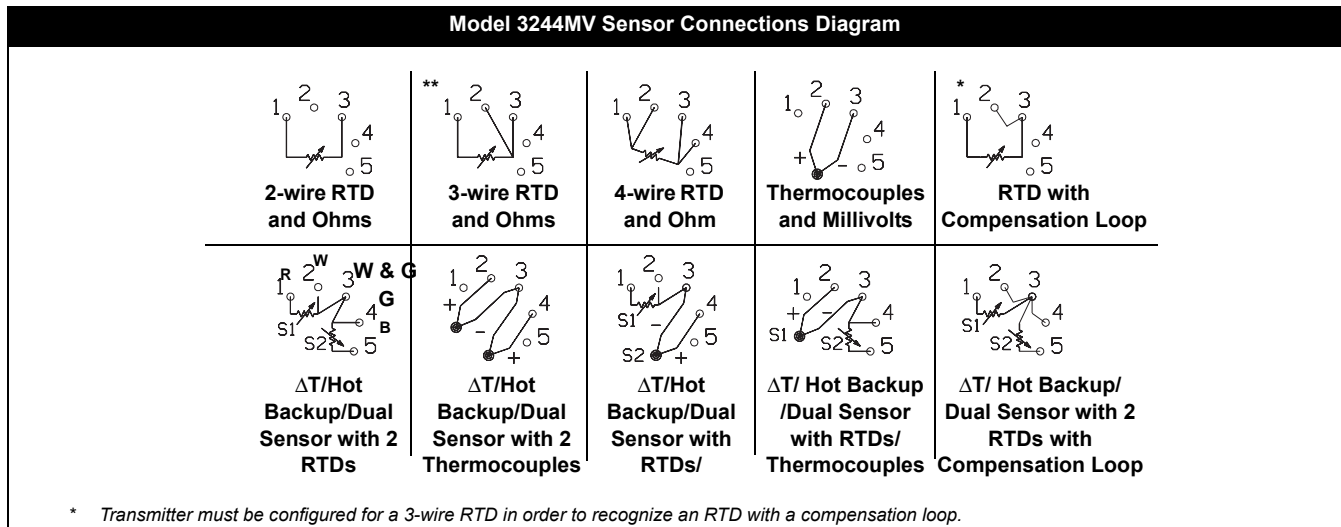 Model 3244MV Sensor Connections Diagram
1 2 3 4 5
2-wire RTD
and Ohms
**
1 2 3 4 5
3-wire RTD
and Ohms
1 2 3 4 5
4-wire RTD
and Ohm
1 2 3 4 5
+ -
Thermocouples
and Millivolts
*
1 2 3 4 5
RTD with
Compensation Loop
R W W & G
1 2 3
G
4 B
S1
S2 5
ΔT/Hot
Backup/Dual
Sensor with 2
RTDs
1 2 3 4 5
+ - - +
ΔT/Hot
Backup/Dual
Sensor with 2
Thermocouples
1 2 3 4 5
S1 -
S2 +
ΔT/Hot
Backup/Dual
Sensor with
RTDs/
1 2 3 4 5
+ -
S1 S2
ΔT/ Hot Backup
/Dual Sensor
with RTDs/
Thermocouples
1 2 3 4 5
S1
S2
ΔT/ Hot Backup/
Dual Sensor with 2
RTDs with
Compensation Loop
* Transmitter must be configured for a 3-wire RTD in order to recognize an RTD with a compensation loop.